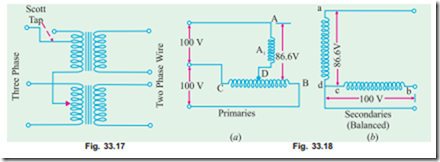 Scott
Tap
Three Phase
Two Phase Wire
Fig. 33.17
100 V
100 V
A
A₁
86.6V
D
C
B
Primaries
(a)
Fig. 33.18
a
86.6V
d
c
b
100 V
Secondaries
(Balanced)
(b)